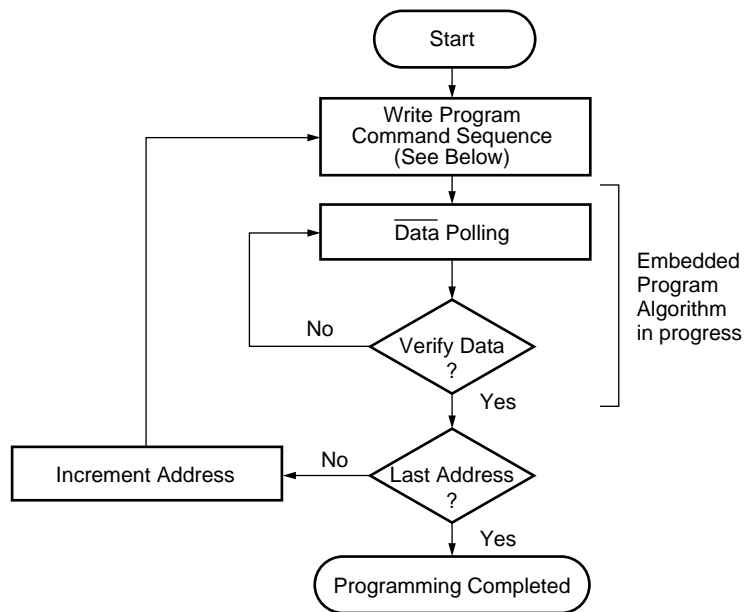 Start
Write Program
Command Sequence
(See Below)
Data Polling
Embedded
Program
Algorithm
in progress
No
Verify Data
?
Yes
Increment Address
No
Last Address
?
Yes
Programming Completed